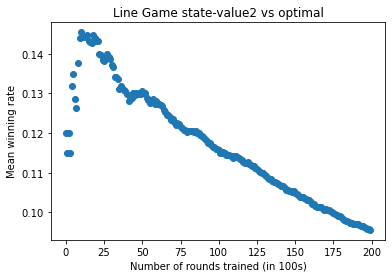 Line Game state-value2 vs optimal
0.14
0.13
0.12
0.11
0.10
Mean winning rate
0 25 50 75 100 125 150 175 200
Number of rounds trained (in 100s)